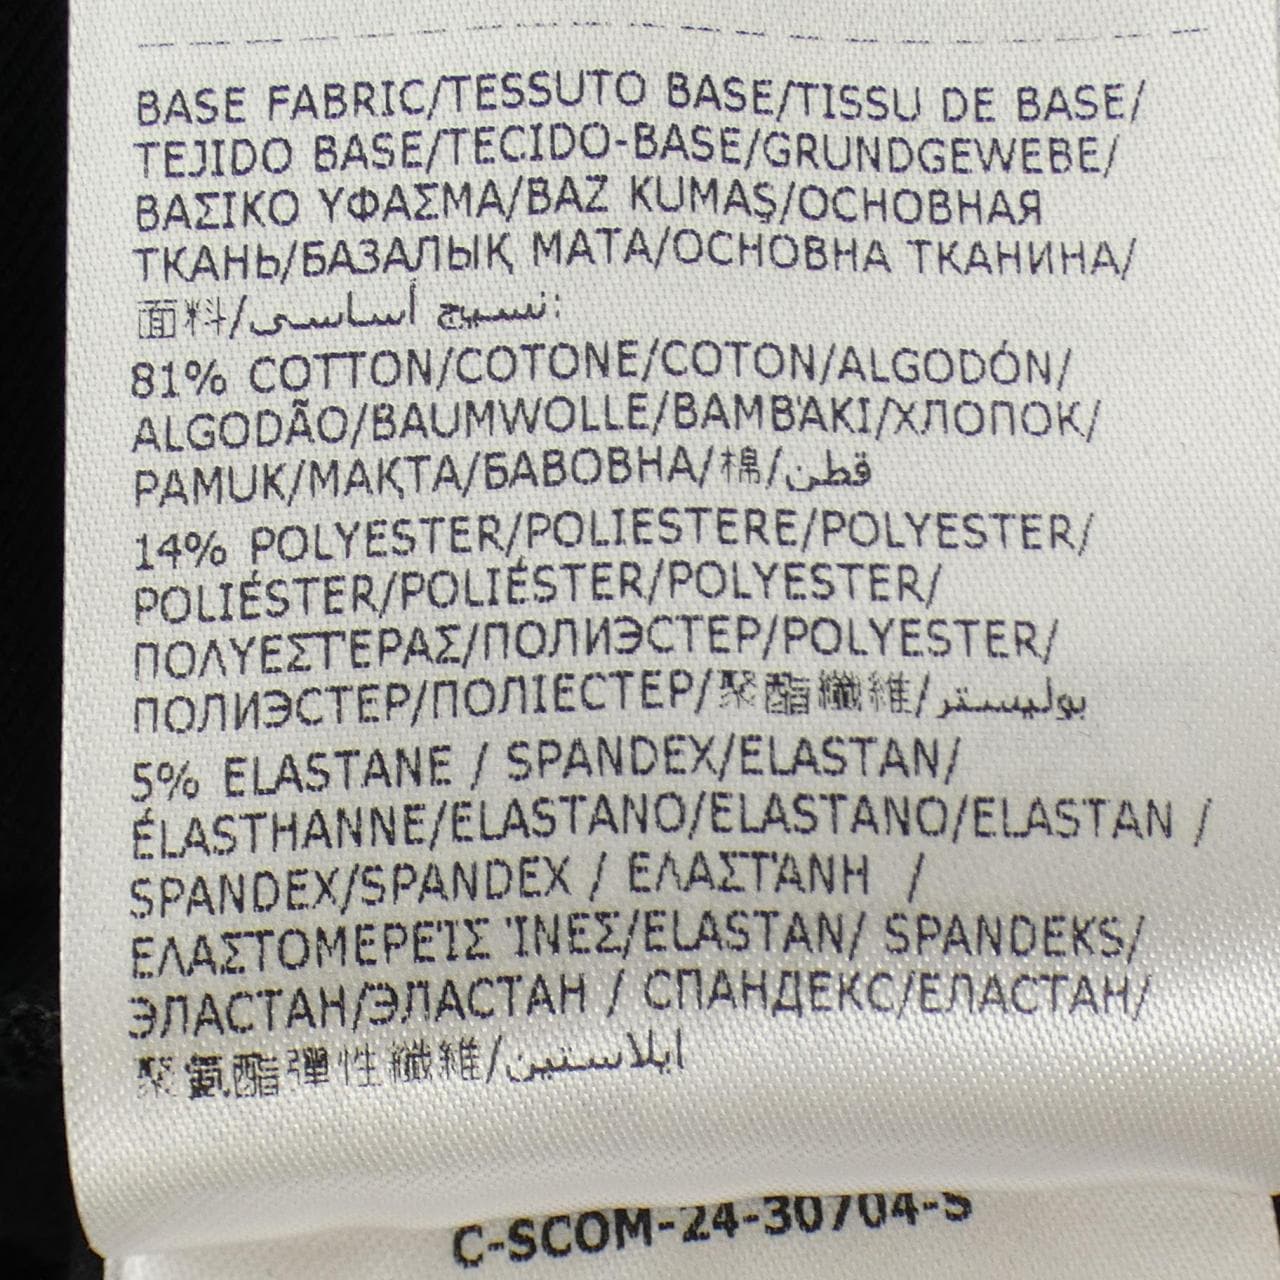 BASE FABRIC/TESSUTO BASE/TISSU DE BASE/
TEJIDO BASE/TECIDO-BASE/GRUNDGEWEBE/
ΒΑΣΙΚΟ ΥΦΑΣΜΑ/BAZ KUMAŞ/ОСНОВНАЯ
ТКАНЬ/БАЗАЛЫҚ МАТА/ОСНОВНА ТКАНИНА/
面料/نسيج أساسى:
81% COTTON/COTONE/COTON/ALGODÓN/
ALGODÃO/BAUMWOLLE/ΒΑΜΒΆΚΙ/ХЛОПОК/
PAMUK/МАҚТА/БАВОВНА/棉/قطن
14% POLYESTER/POLIESTERE/POLYESTER/
POLIÉSTER/POLIÉSTER/POLYESTER/
ΠΟΛΥΕΣΤΈΡΑΣ/ПОЛИЭСТЕР/POLYESTER/
ПОЛИЭСТЕР/ПОЛІЕСТЕР/聚酯纖維/بوليستر
5% ELASTANE / SPANDEX/ELASTAN/
ÉLASTHANNE/ELASTANO/ELASTANO/ELASTAN /
SPANDEX/SPANDEX / ΕΛΑΣΤΆΝΗ /
ΕΛΑΣΤΟΜΕΡΕΊΣ ΊΝΕΣ/ELASTAN/ SPANDEKS/
ЭЛАСТАН/ЭЛАСТАН / СПАНДЕКС/ЕЛАСТАН/
聚氨酯彈性纖維/ايلاستين
C-SCOM-24-30704-S